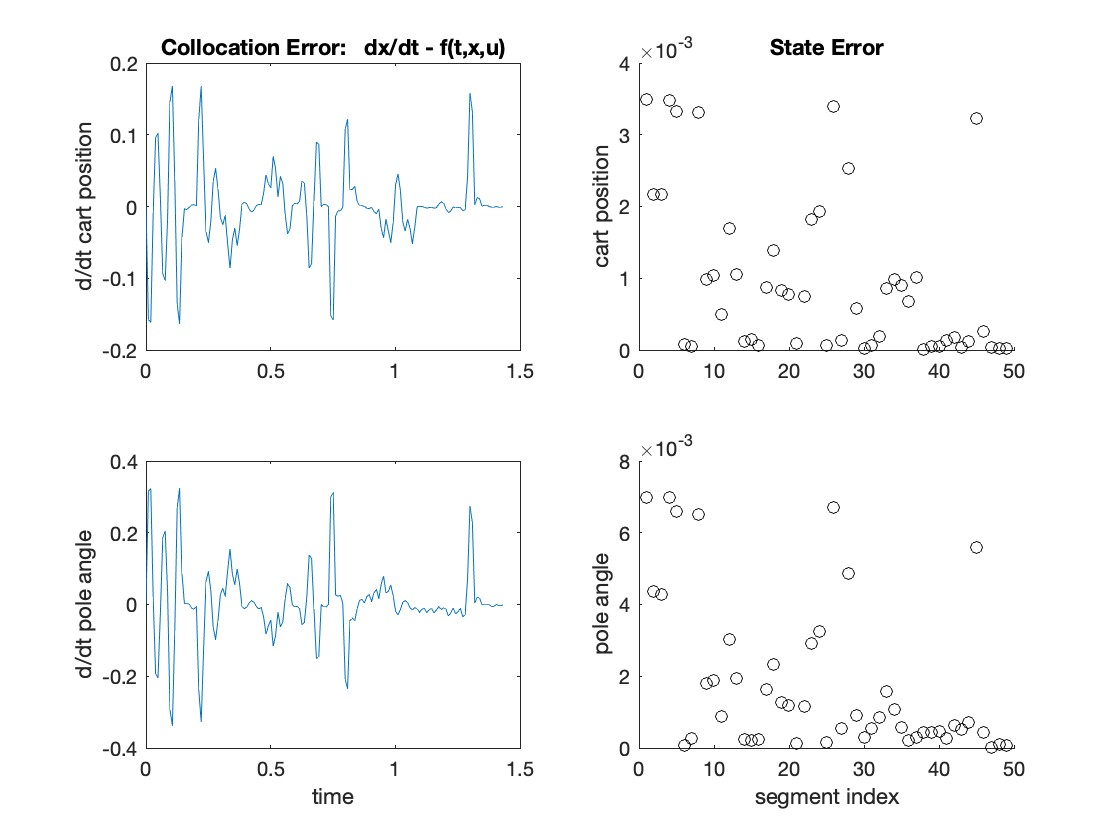 Collocation Error:   dx/dt - f(t,x,u)
d/dt cart position
0.2
0.1
0
-0.1
-0.2
0 0.5 1 1.5
State Error
×10-3
cart position
4
3
2
1
0
0 10 20 30 40 50
d/dt pole angle
0.4
0.2
0
-0.2
-0.4
0 0.5 1 1.5
time
×10-3
pole angle
8
6
4
2
0
0 10 20 30 40 50
segment index